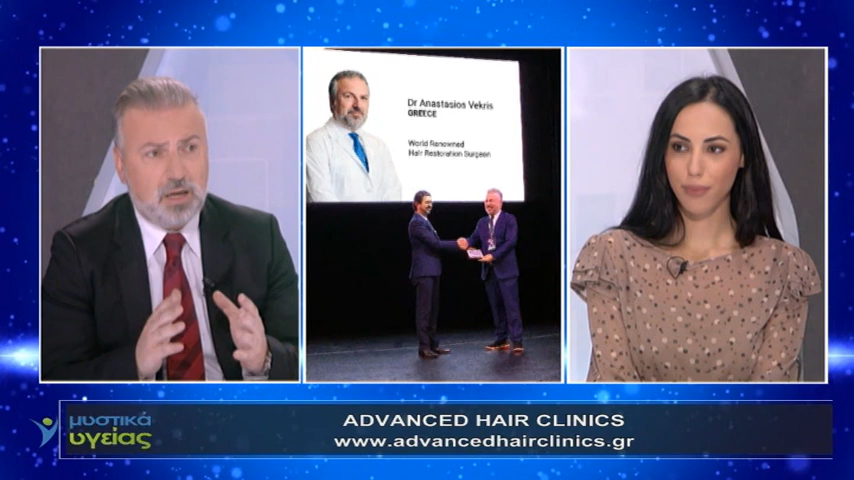 Dr Anastasios Vekris
GREECE
World Renowned
Hair Restoration Surgeon
μυστικά
υγείας
ADVANCED HAIR CLINICS
www.advancedhairclinics.gr